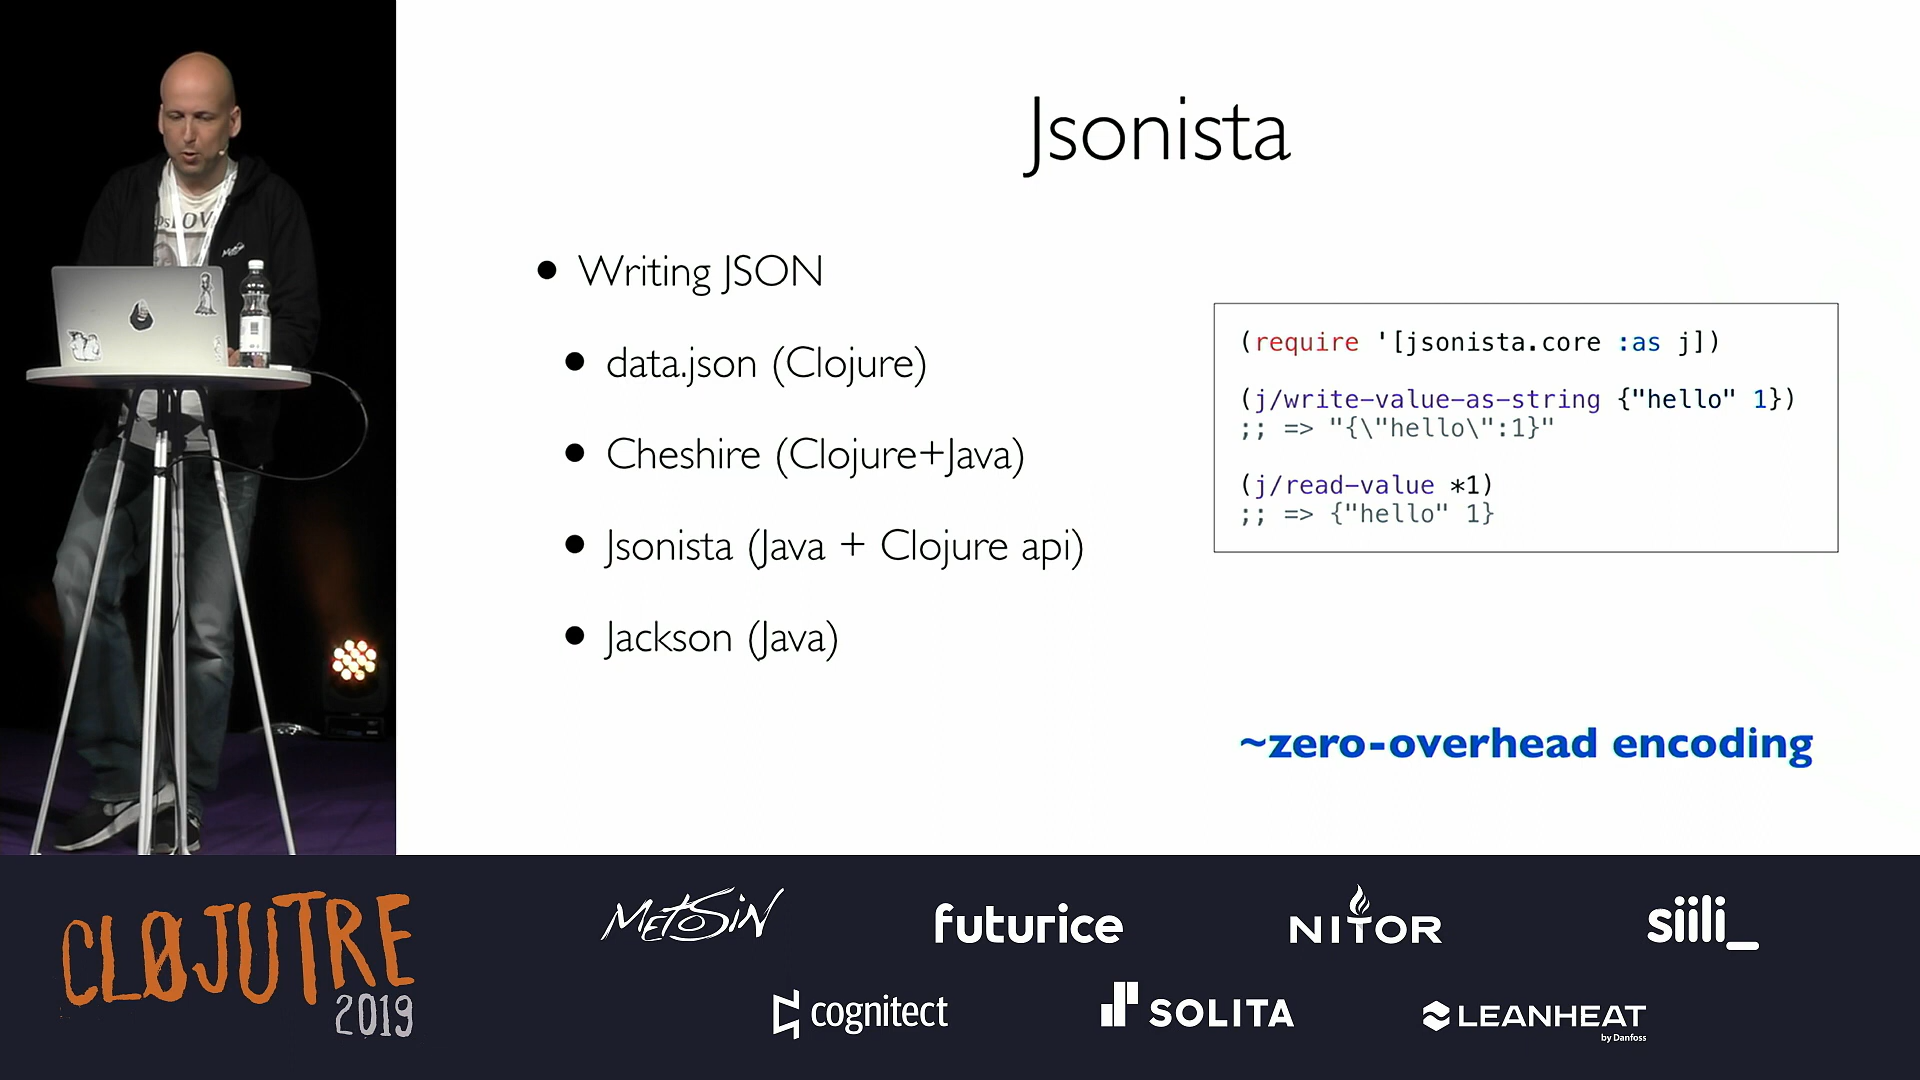 Jsonista
• Writing JSON
• data.json (Clojure)
• Cheshire (Clojure+Java)
• Jsonista (Java + Clojure api)
• Jackson (Java)
(require '[jsonista.core :as j])
(j/write-value-as-string {"hello" 1})
;; => "{\"hello\":1}"
(j/read-value *1)
;; => {"hello" 1}
~zero-overhead encoding
CLØJUTRE
2019
METOSIN
futurice
NITOR
siili_
cognitect
SOLITA
LEANHEAT
by Danfoss